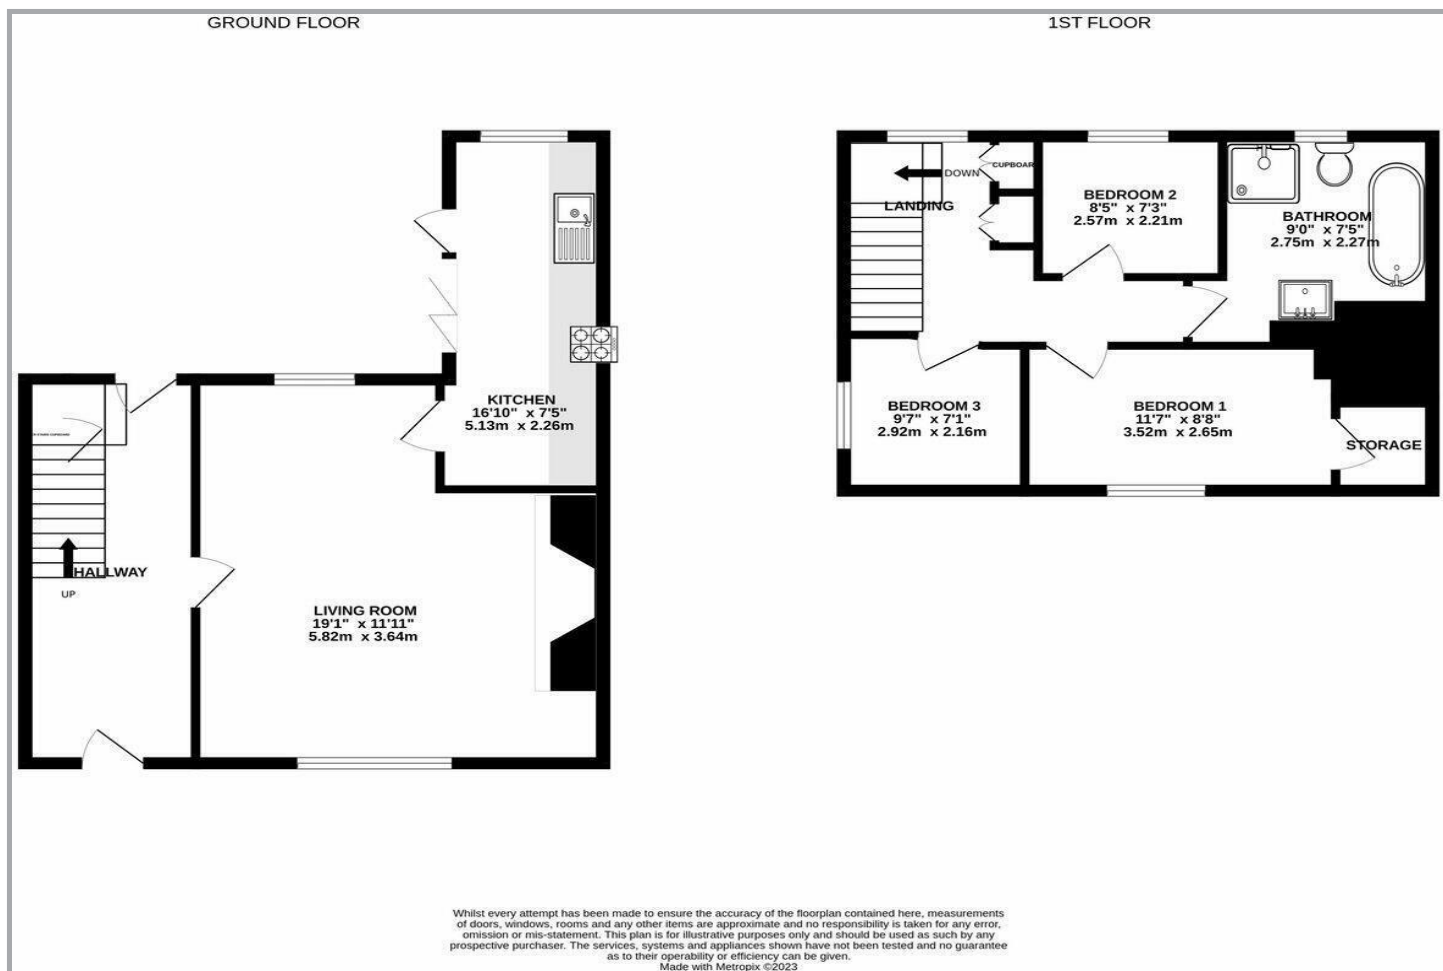 GROUND FLOOR
1ST FLOOR
KITCHEN
16'10" x 7'5"
5.13m x 2.26m
HALLWAY
UP
LIVING ROOM
19'1" x 11'11"
5.82m x 3.64m
DOWN
LANDING
CUPBOAR
BEDROOM 2
8'5" x 7'3"
2.57m x 2.21m
BATHROOM
9'0" x 7'5"
2.75m x 2.27m
BEDROOM 3
9'7" x 7'1"
2.92m x 2.16m
BEDROOM 1
11'7" x 8'8"
3.52m x 2.65m
STORAGE
Whilst every attempt has been made to ensure the accuracy of the floorplan contained here, measurements
of doors, windows, rooms and any other items are approximate and no responsibility is taken for any error,
omission or mis-statement. This plan is for illustrative purposes only and should be used as such by any
prospective purchaser. The services, systems and appliances shown have not been tested and no guarantee
as to their operability or efficiency can be given.
Made with Metropix ©2023